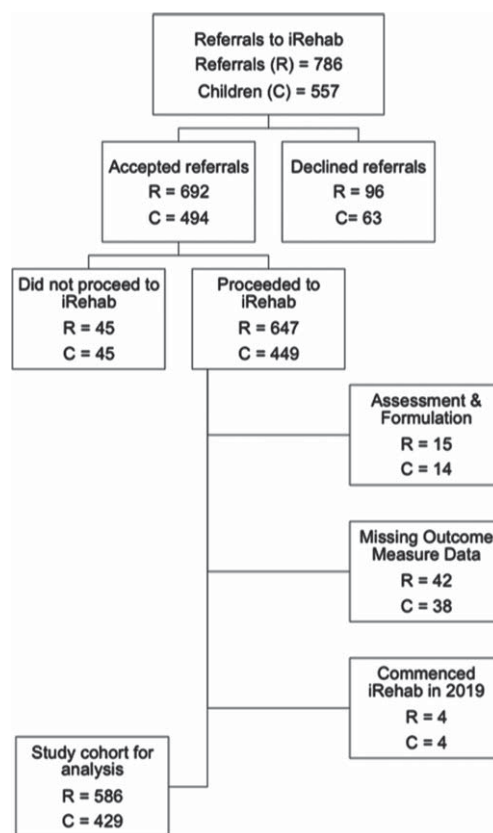 Referrals to iRehab
Referrals (R) = 786
Children (C) = 557
Accepted referrals
R = 692
C = 494
Declined referrals
R = 96
C= 63
Did not proceed to
iRehab
R = 45
C = 45
Proceeded to
iRehab
R = 647
C = 449
Assessment &
Formulation
R = 15
C = 14
Missing Outcome
Measure Data
R = 42
C = 38
Commenced
iRehab in 2019
R = 4
C = 4
Study cohort for
analysis
R = 586
C = 429